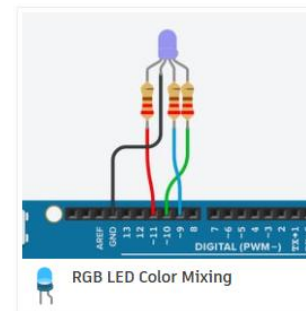 AREF
GND
13
12
~11
~10
~9
8
7
~6
~5
4
~3
2
TX→1
DIGITAL (PWM~)
RGB LED Color Mixing